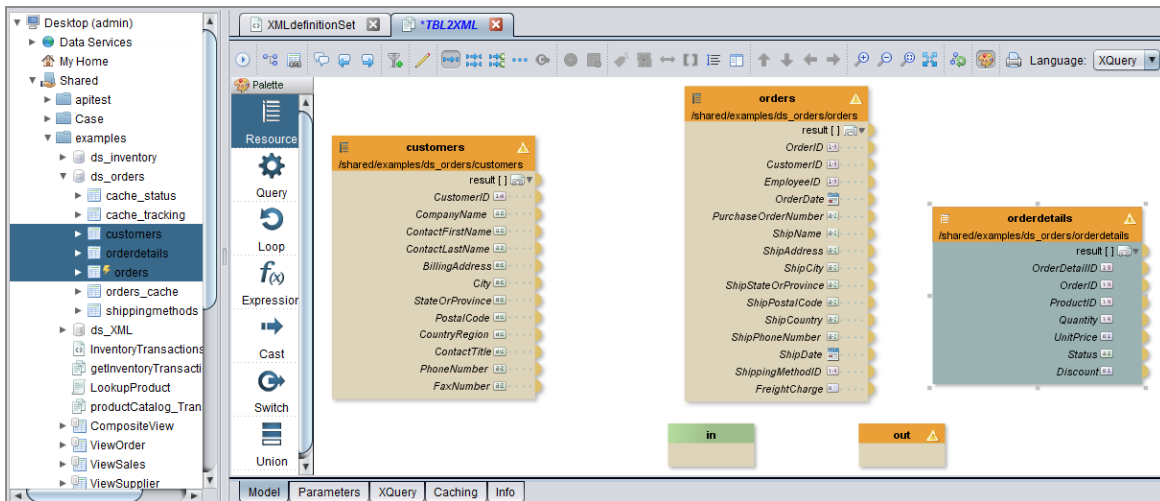 Desktop (admin)
Data Services
My Home
Shared
apitest
Case
examples
ds_inventory
ds_orders
cache_status
cache_tracking
customers
orderdetails
orders
orders_cache
shippingmethods
ds_XML
InventoryTransactions
getInventoryTransacti
LookupProduct
productCatalog_Tran
CompositeView
ViewOrder
ViewSales
ViewSupplier
XMLdefinitionSet
*TBL2XML
Language: XQuery
Palette
Resource
Query
Loop
f(x)
Expression
Cast
Switch
Union
customers
/shared/examples/ds_orders/customers
result [ ]
CustomerID
CompanyName
ContactFirstName
ContactLastName
BillingAddress
City
StateOrProvince
PostalCode
CountryRegion
ContactTitle
PhoneNumber
FaxNumber
orders
/shared/examples/ds_orders/orders
result [ ]
OrderID
CustomerID
EmployeeID
OrderDate
PurchaseOrderNumber
ShipName
ShipAddress
ShipCity
ShipStateOrProvince
ShipPostalCode
ShipCountry
ShipPhoneNumber
ShipDate
ShippingMethodID
FreightCharge
orderdetails
/shared/examples/ds_orders/orderdetails
result [ ]
OrderDetailID
OrderID
ProductID
Quantity
UnitPrice
Status
Discount
in
out
Model Parameters XQuery Caching Info